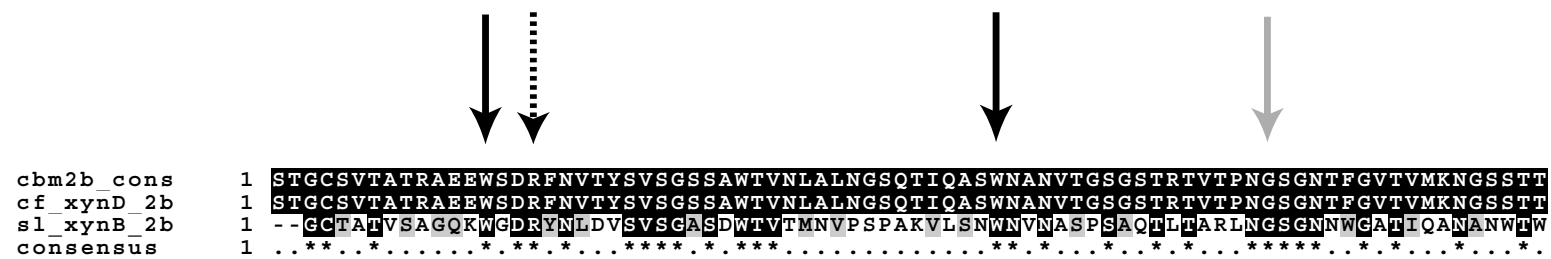 cbm2b_cons 1 STGCSVTATRAEEWSDRFNVTYSVSGSSAWTVNLALNGSQTIQASWNANVTGSGSTRTVTPNGSGNTFGVTVMKNGSSTT
cf_xynD_2b 1 STGCSVTATRAEEWSDRFNVTYSVSGSSAWTVNLALNGSQTIQASWNANVTGSGSTRTVTPNGSGNTFGVTVMKNGSSTT
sl_xynB_2b 1 --GCTATVSAGQKWGDRYNLDVSVSGASDWTVTMNVPSPAKVLSNWNVNASPSAQTLTARLNGSGNNWGATIQANANWTW
consensus 1 ..**..*......*.**.*...****.*.***.............**.*...*..*.*...*****..*.*...*...*.